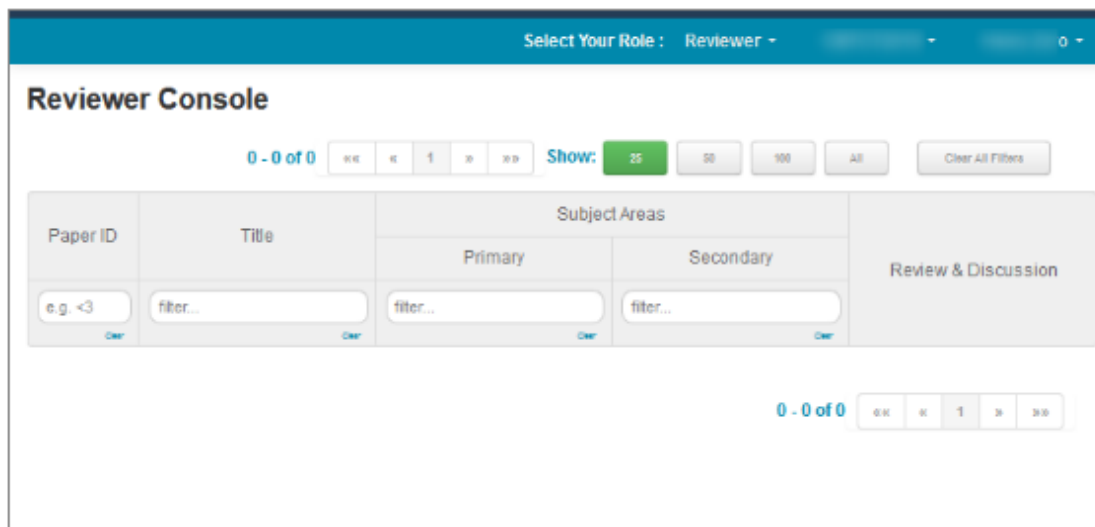 Select Your Role : Reviewer
Reviewer Console
0 - 0 of 0 «« « 1 » »» Show: 25 50 100 All Clear All Filters
Paper ID Title Subject Areas Review & Discussion
Primary Secondary
e.g. <3 filter... filter... filter...
Clear Clear Clear Clear
0 - 0 of 0 «« « 1 » »»